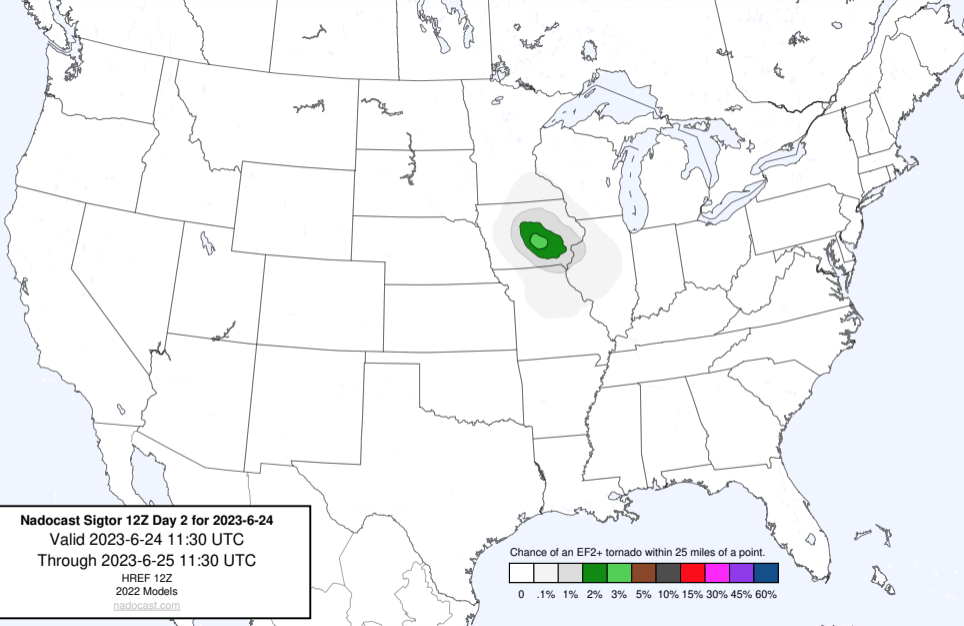 Nadocast Sigtor 12Z Day 2 for 2023-6-24
Valid 2023-6-24 11:30 UTC
Through 2023-6-25 11:30 UTC
HREF 12Z
2022 Models
nadocast.com
Chance of an EF2+ tornado within 25 miles of a point.
0 .1% 1% 2% 3% 5% 10% 15% 30% 45% 60%